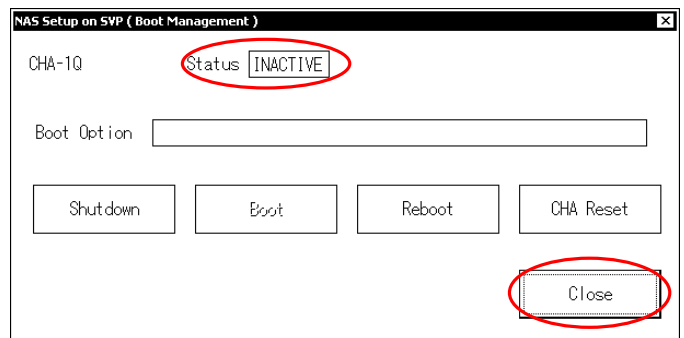 NAS Setup on SVP ( Boot Management )
CHA-1Q Status INACTIVE
Boot Option
Shutdown Boot Reboot CHA Reset
Close